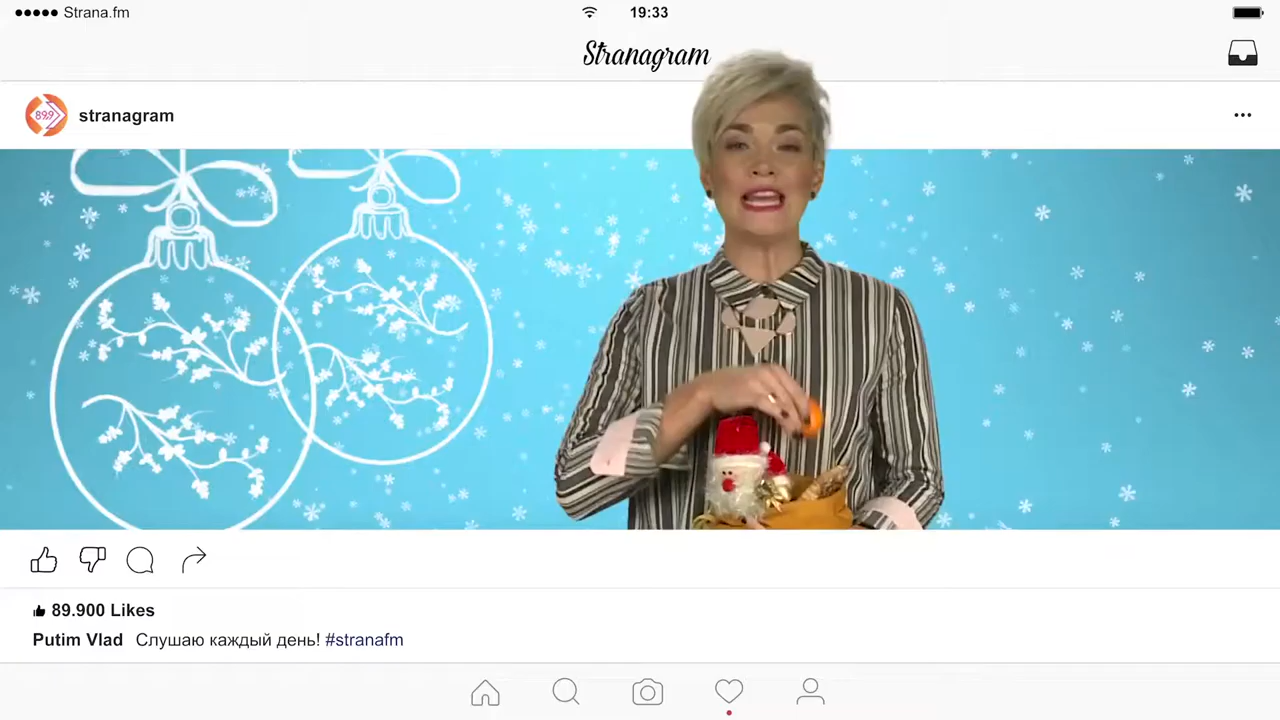 Strana.fm
19:33
Stranagram
89.9
stranagram
89.900 Likes
Putim Vlad Слушаю каждый день! #stranafm